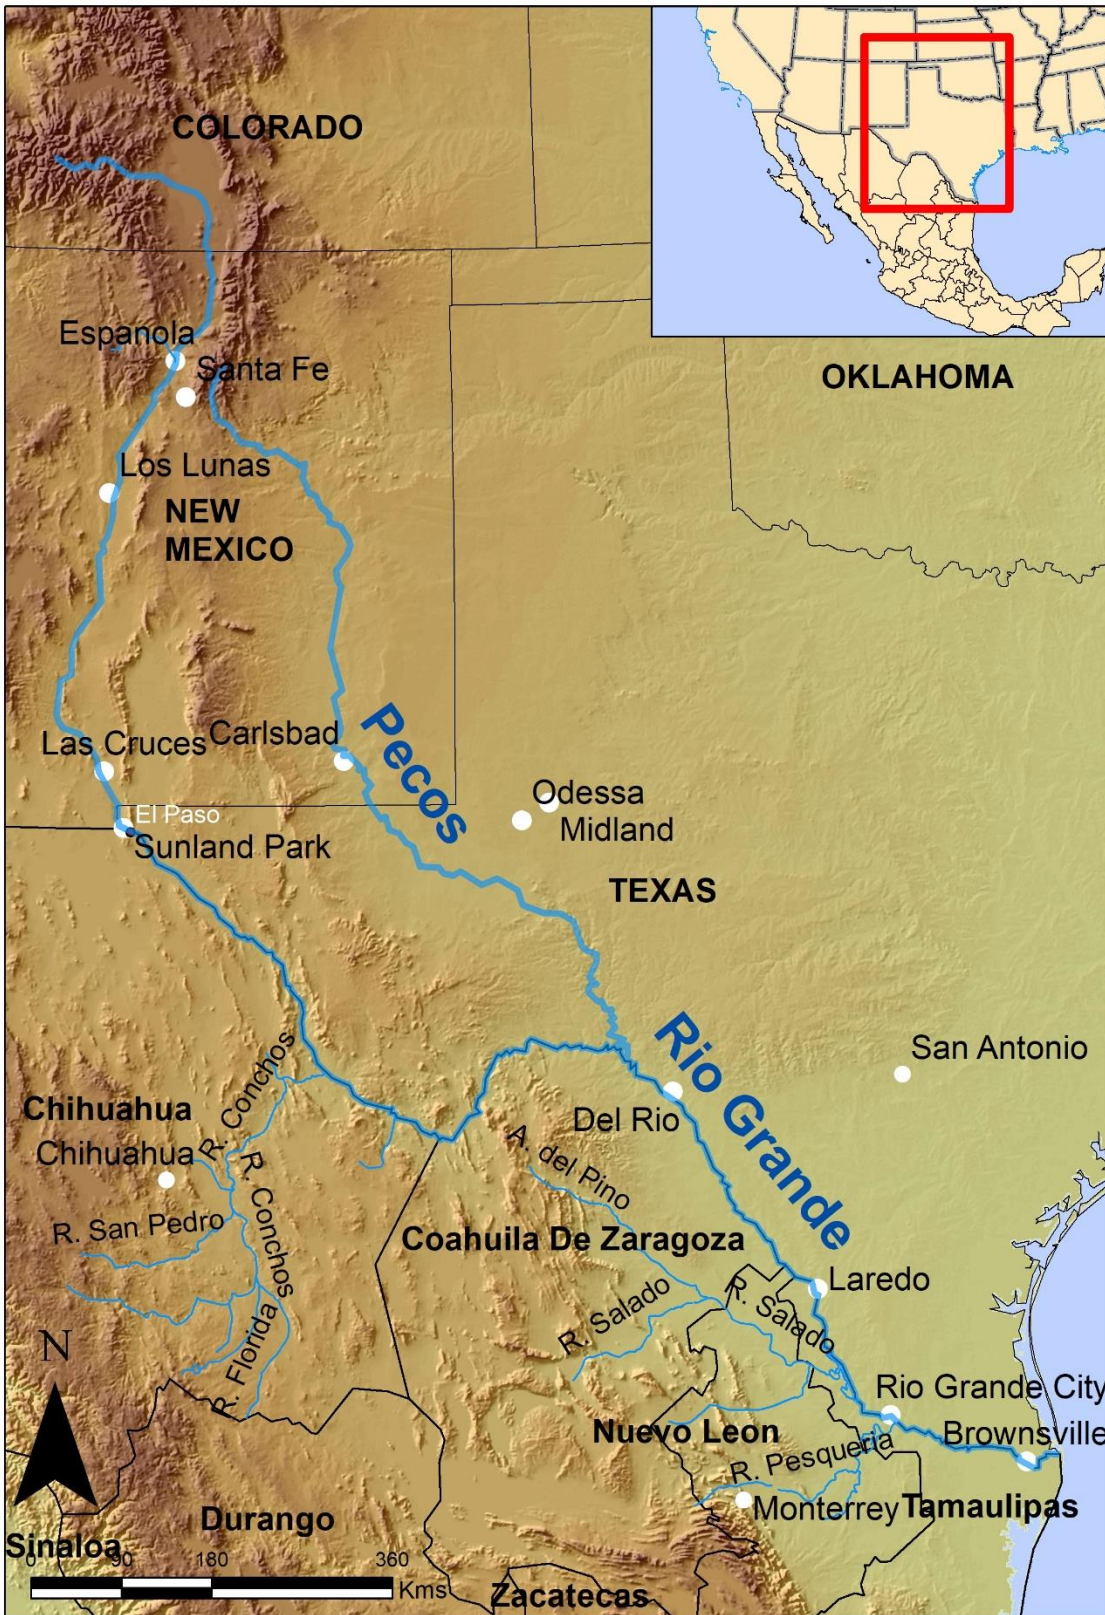 COLORADO
OKLAHOMA
Espanola
Santa Fe
Los Lunas
NEW
MEXICO
Pecos
Carlsbad
Las Cruces
Odessa
Midland
El Paso
Sunland Park
TEXAS
Rio Grande
San Antonio
R. Conchos
Chihuahua
Chihuahua
Del Rio
A. del Pino
R. Conchos
R. San Pedro
Coahuila De Zaragoza
Laredo
R. Salado
R. Salado
N
R. Florida
Rio Grande City
Nuevo Leon
Brownsville
R. Pesqueria
Monterrey
Tamaulipas
Durango
Sinaloa
0 90 180 360
Kms
Zacatecas